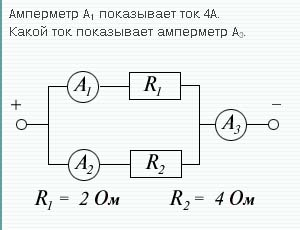 Амперметр A₁ показывает ток 4А.
Какой ток показывает амперметр A₃.
+ A₁ R₁ −
A₃
A₂ R₂
R₁ = 2 Ом R₂ = 4 Ом